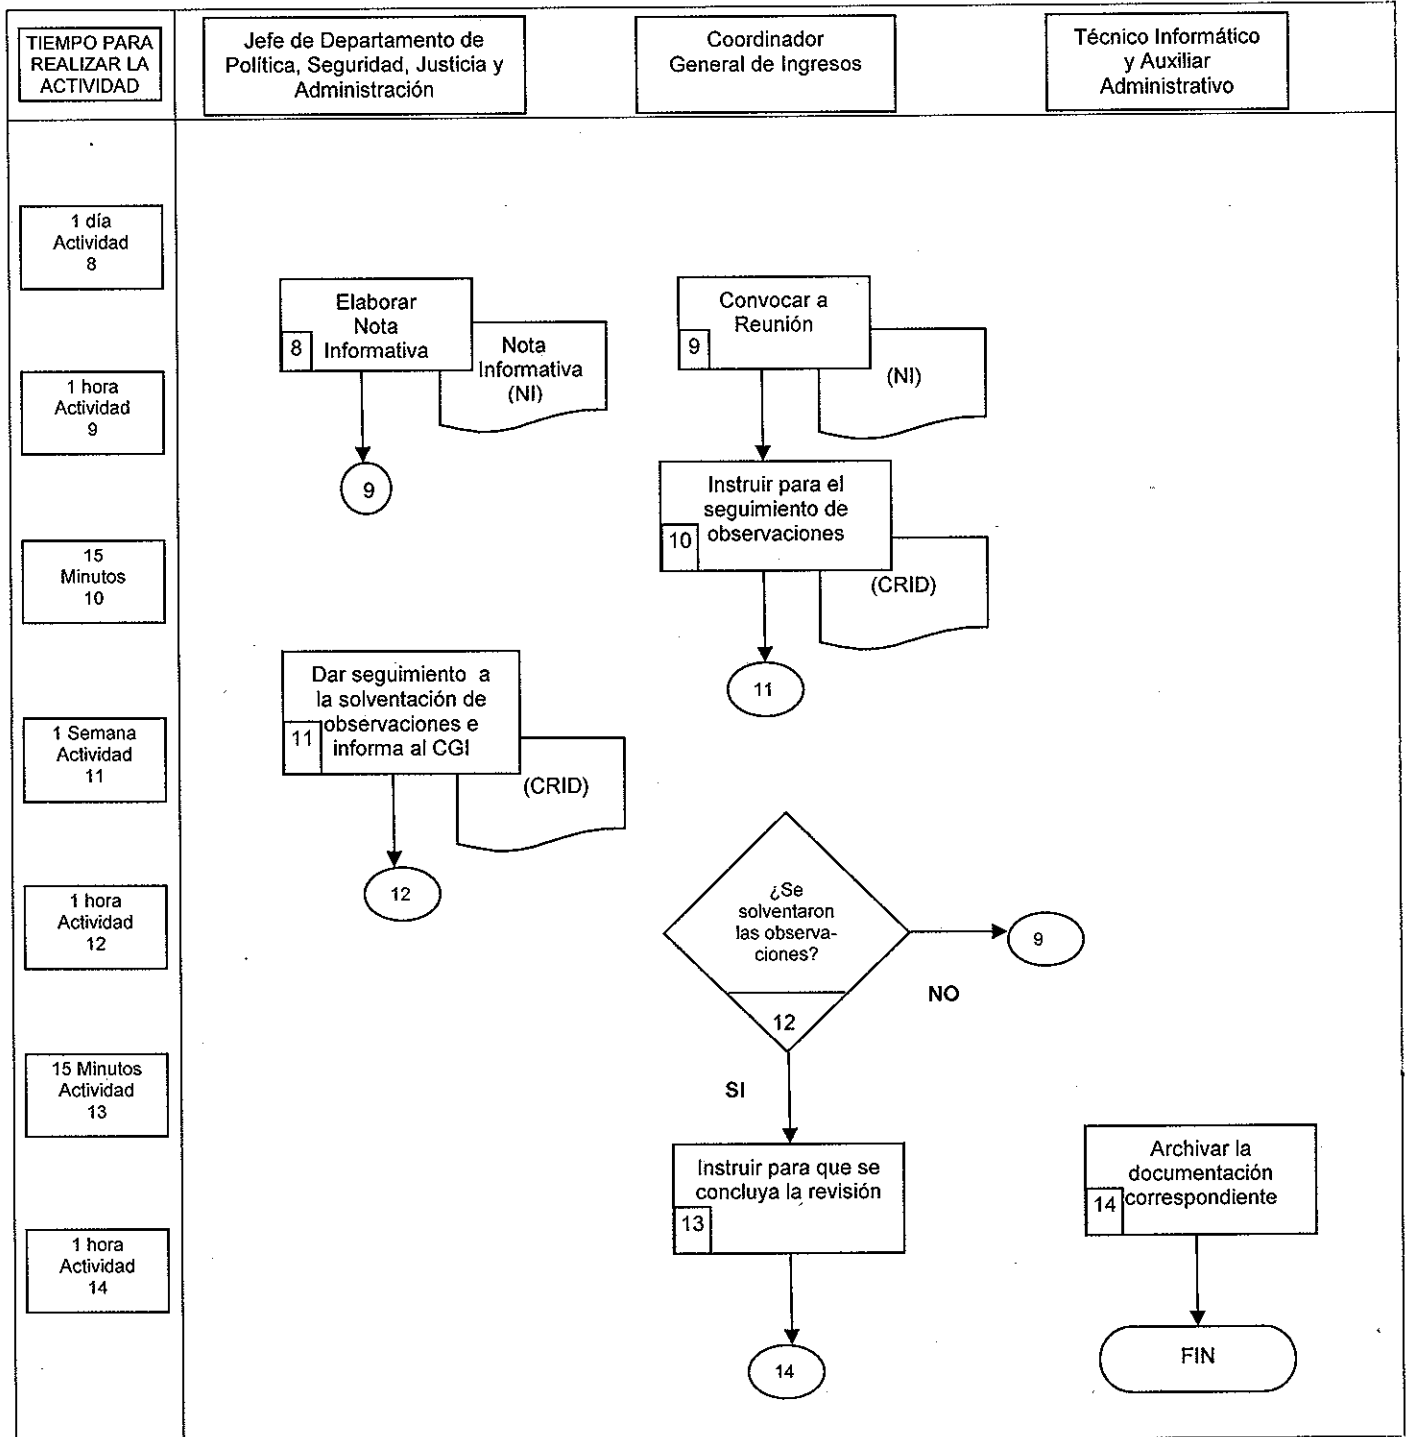 TIEMPO PARA
REALIZAR LA
ACTIVIDAD
Jefe de Departamento de
Política, Seguridad, Justicia y
Administración
Coordinador
General de Ingresos
Técnico Informático
y Auxiliar
Administrativo
1 día
Actividad
8
Elaborar
Nota
Informativa
8
Nota
Informativa
(NI)
Convocar a
Reunión
9
(NI)
1 hora
Actividad
9
9
Instruir para el
seguimiento de
observaciones
10
(CRID)
15
Minutos
10
11
Dar seguimiento a
la solventación de
observaciones e
informa al CGI
11
(CRID)
1 Semana
Actividad
11
12
¿Se
solventaron
las observa-
ciones?
12
9
NO
1 hora
Actividad
12
SI
15 Minutos
Actividad
13
Instruir para que se
concluya la revisión
13
Archivar la
documentación
correspondiente
14
1 hora
Actividad
14
14
FIN